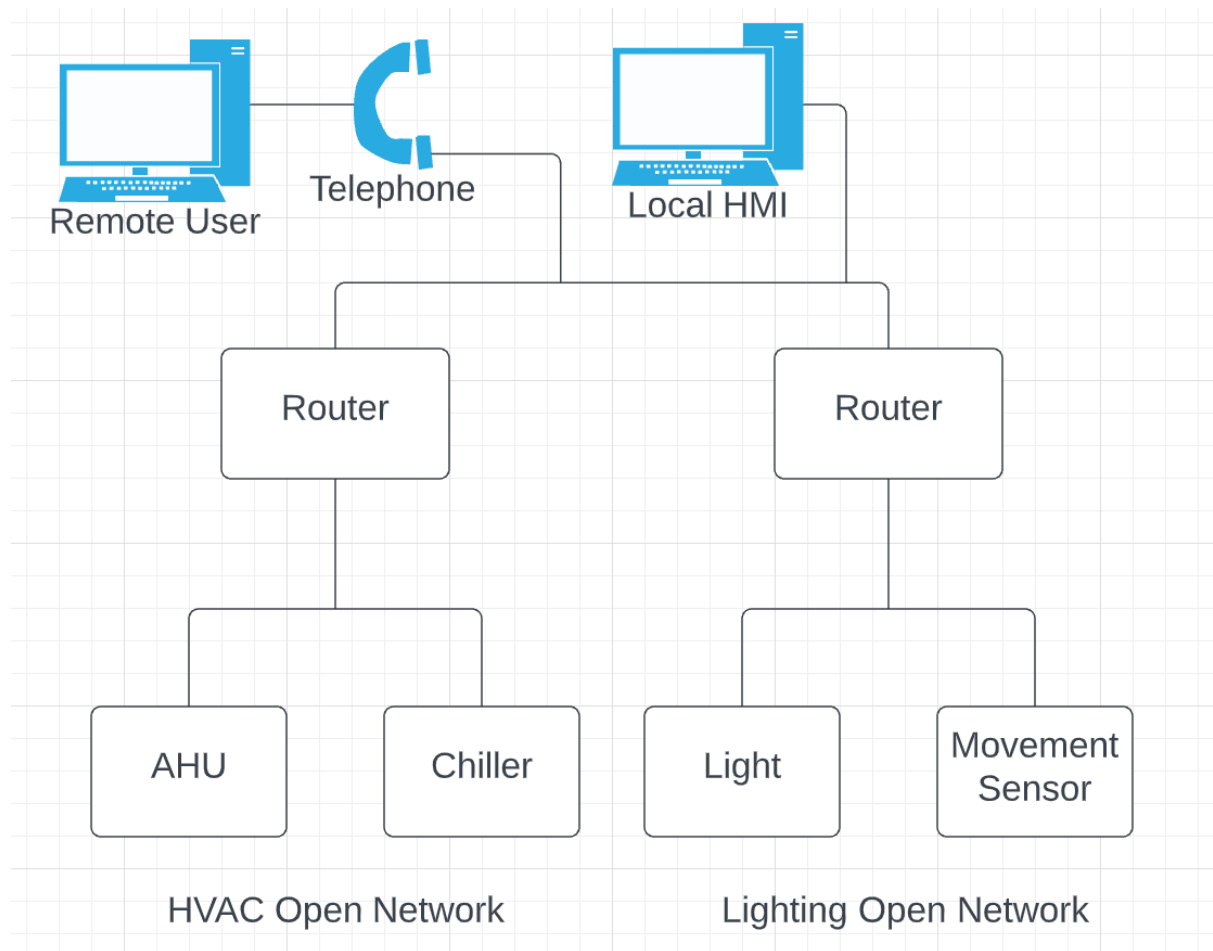 Telephone
Remote User
Local HMI
Router
Router
AHU
Chiller
Light
Movement
Sensor
HVAC Open Network
Lighting Open Network